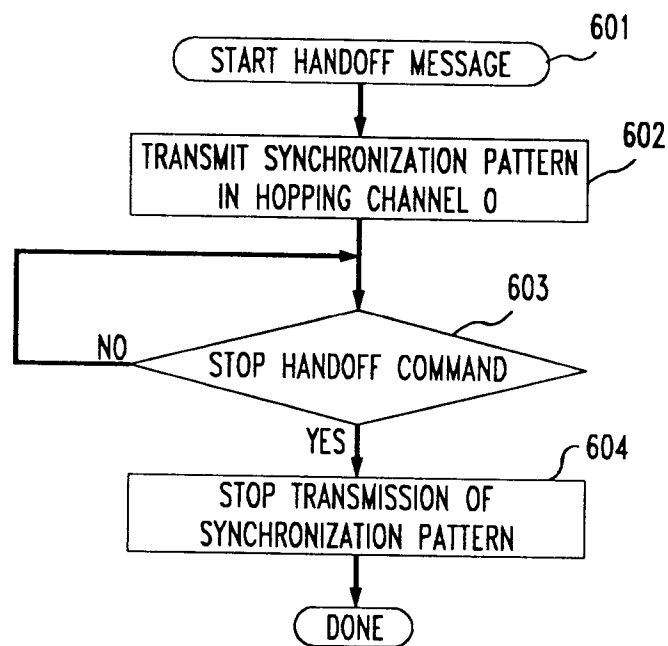 601
START HANDOFF MESSAGE
602
TRANSMIT SYNCHRONIZATION PATTERN
IN HOPPING CHANNEL 0
603
NO
STOP HANDOFF COMMAND
YES
604
STOP TRANSMISSION OF
SYNCHRONIZATION PATTERN
DONE